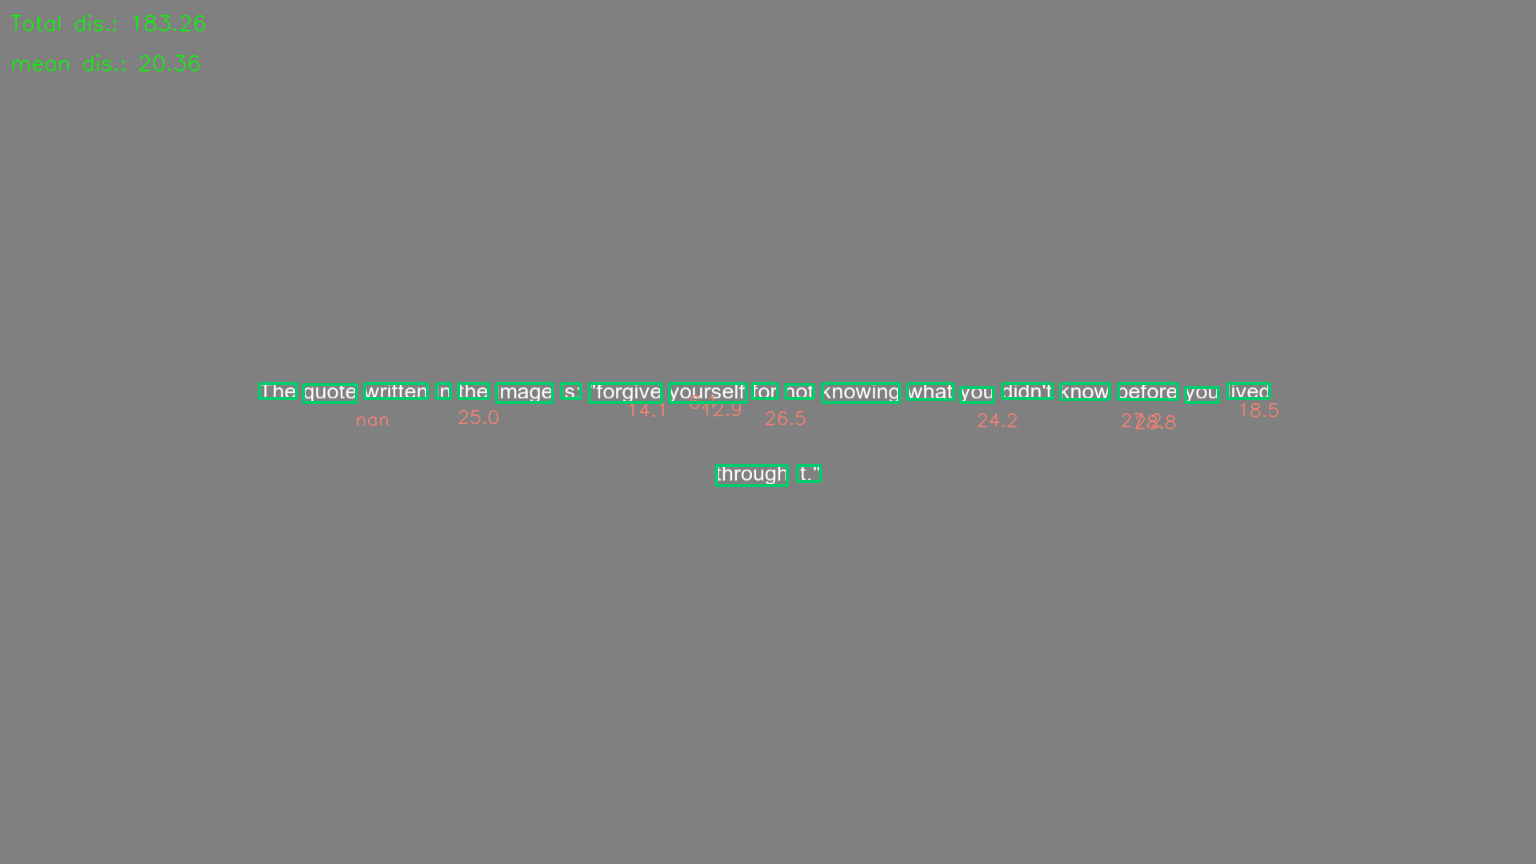 Total dis.: 183.26
mean dis.: 20.36
The quote written in the image is: "forgive yourself for not knowing what you didn't know before you lived
nan 25.0 14.1 12.9 26.5 24.2 27.2 28.8 18.5
through it."